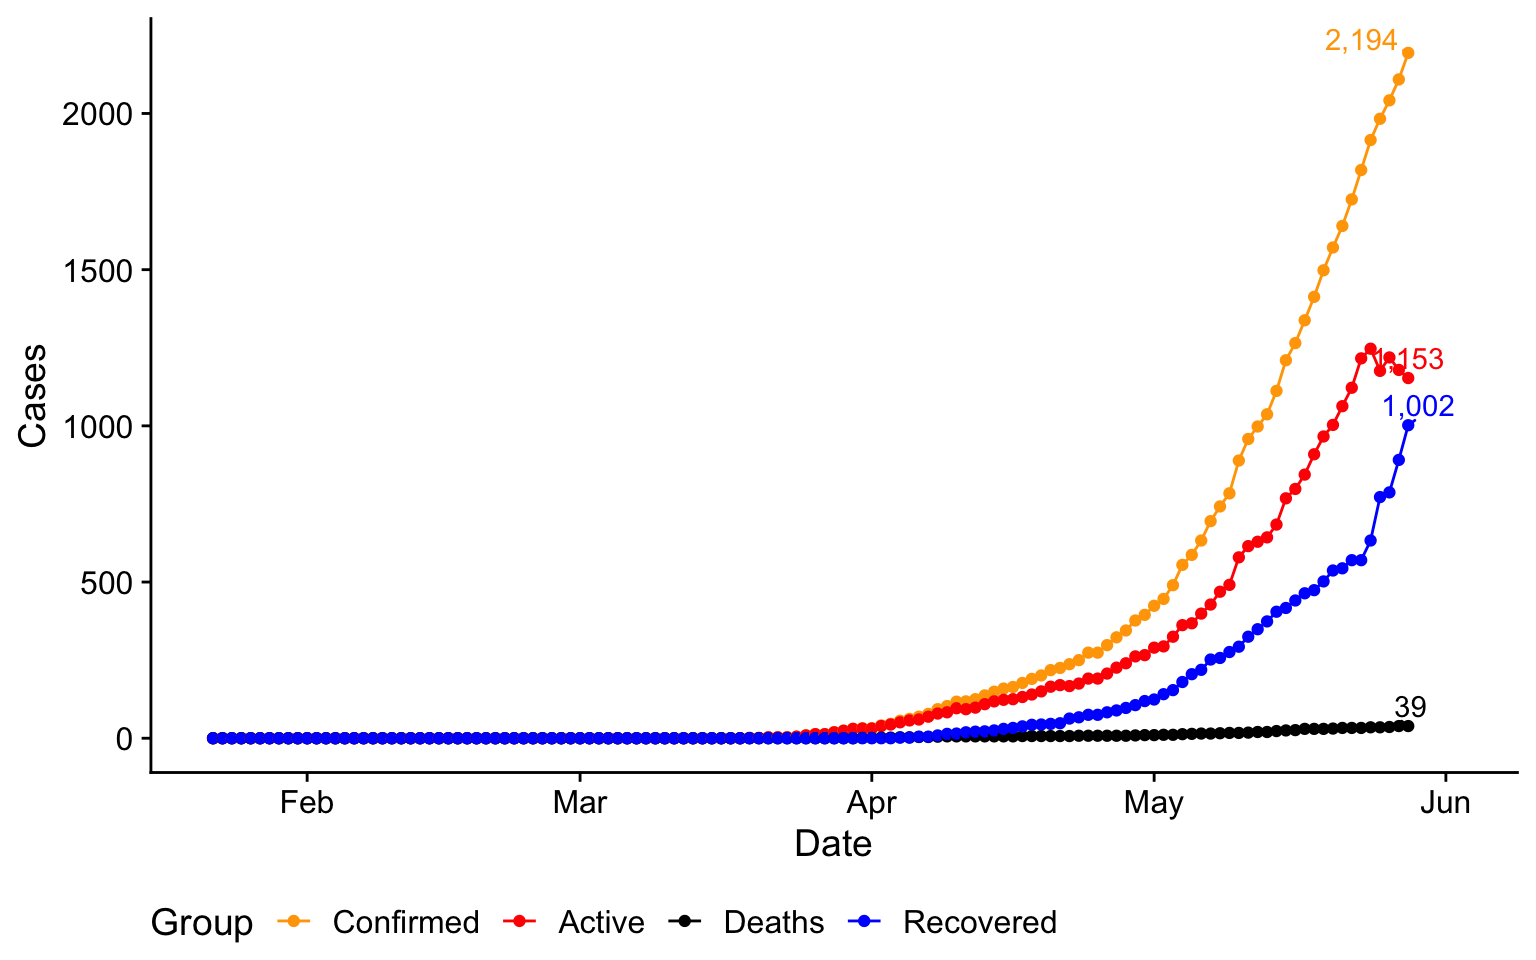 2,194
2000
1500
1,153
1,002
Cases
1000
500
39
0
Feb Mar Apr May Jun
Date
Group Confirmed Active Deaths Recovered